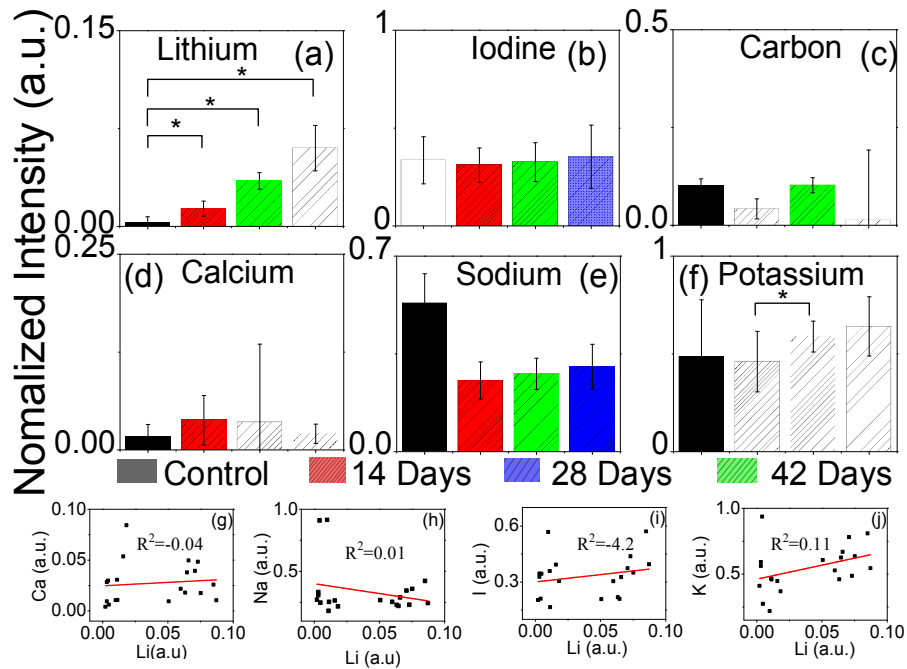 Nomalized Intensity (a.u.)
0.15
0.00
Lithium
(a)
*
*
*
1
0
Iodine
(b)
0.5
0.0
Carbon
(c)
0.25
0.00
(d)
Calcium
0.7
0.0
Sodium
(e)
1
0
(f)
Potassium
*
Control
14 Days
28 Days
42 Days
(g)
R²=-0.04
Ca (a.u.)
0.10
0.05
0.00
0.00
0.05
0.10
Li(a.u)
(h)
R²=0.01
Na (a.u.)
1.0
0.5
0.00
0.05
0.10
Li (a.u)
(i)
R²=-4.2
I (a.u.)
0.6
0.3
0.0
0.00
0.05
0.10
Li (a.u.)
(j)
R²=0.11
K (a.u.)
1.0
0.5
0.0
0.00
0.05
0.10
Li (a.u.)